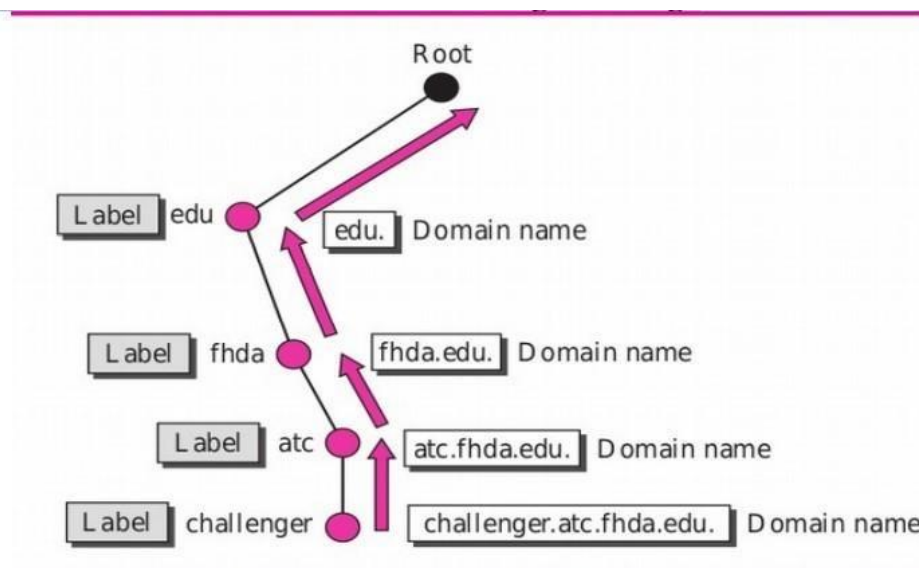 Root
Label edu edu. Domain name
Label fhda fhda.edu. Domain name
Label atc atc.fhda.edu. Domain name
Label challenger challenger.atc.fhda.edu. Domain name